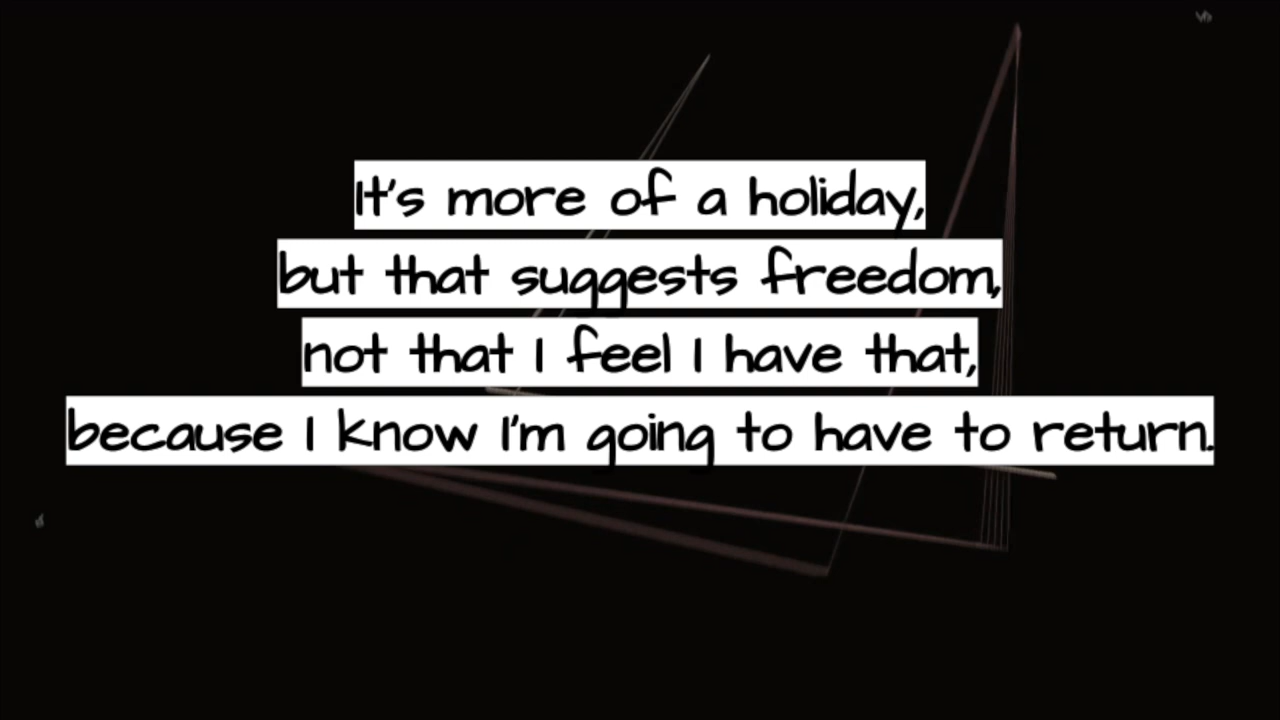 It's more of a holiday,
but that suggests freedom,
not that I feel I have that,
because I know I'm going to have to return.